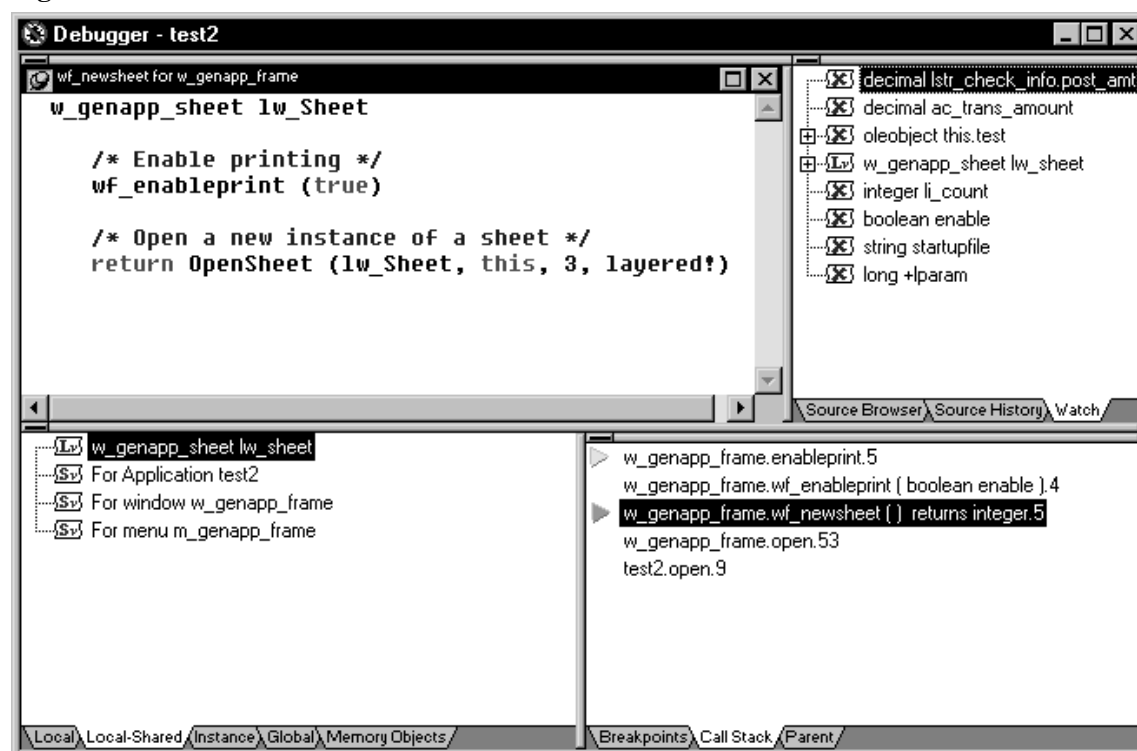 Debugger - test2
wf_newsheet for w_genapp_frame
w_genapp_sheet lw_Sheet
/* Enable printing */
wf_enableprint (true)
/* Open a new instance of a sheet */
return OpenSheet (lw_Sheet, this, 3, layered!)
decimal lstr_check_info.post_amt
decimal ac_trans_amount
oleobject this.test
w_genapp_sheet lw_sheet
integer li_count
boolean enable
string startupfile
long +lparam
Source Browser Source History Watch
w_genapp_sheet lw_sheet
For Application test2
For window w_genapp_frame
For menu m_genapp_frame
Local Local-Shared Instance Global Memory Objects
w_genapp_frame.enableprint.5
w_genapp_frame.wf_enableprint ( boolean enable ).4
w_genapp_frame.wf_newsheet ( ) returns integer.5
w_genapp_frame.open.53
test2.open.9
Breakpoints Call Stack Parent